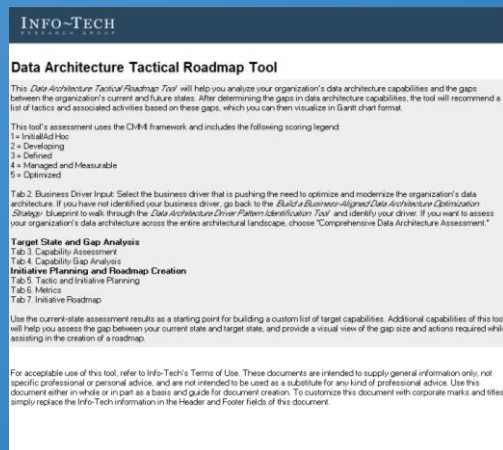 INFO~TECH
RESEARCH GROUP
Data Architecture Tactical Roadmap Tool
This Data Architecture Tactical Roadmap Tool will help you analyze your organization's data architecture capabilities and the gaps
between the organization's current and future states. After determining the gaps in data architecture capabilities, the tool will recommend a
list of tactics and associated activities based on these gaps, which you can then visualize in Gantt chart format.
This tool's assessment uses the CMMI framework and includes the following scoring legend:
1 = Initial/Ad Hoc
2 = Developing
3 = Defined
4 = Managed and Measurable
5 = Optimized
Tab 2. Business Driver Input: Select the business driver that is pushing the need to optimize and modernize the organization's data
architecture. If you have not identified your business driver, go back to the Build a Business-Aligned Data Architecture Optimization
Strategy blueprint to walk through the Data Architecture Driver Pattern Identification Tool and identify your driver. If you want to assess
your organization's data architecture across the entire architectural landscape, choose "Comprehensive Data Architecture Assessment."
Target State and Gap Analysis
Tab 3. Capability Assessment
Tab 4. Capability Gap Analysis
Initiative Planning and Roadmap Creation
Tab 5. Tactic and Initiative Planning
Tab 6. Metrics
Tab 7. Initiative Roadmap
Use the current-state assessment results as a starting point for building a custom list of target capabilities. Additional capabilities of this tool
will help you assess the gap between your current state and target state, and provide a visual view of the gap size and actions required while
assisting in the creation of a roadmap.
For acceptable use of this tool, refer to Info-Tech's Terms of Use. These documents are intended to supply general information only, not
specific professional or personal advice, and are not intended to be used as a substitute for any kind of professional advice. Use this
document either in whole or in part as a basis and guide for document creation. To customize this document with corporate marks and titles,
simply replace the Info-Tech information in the Header and Footer fields of this document.